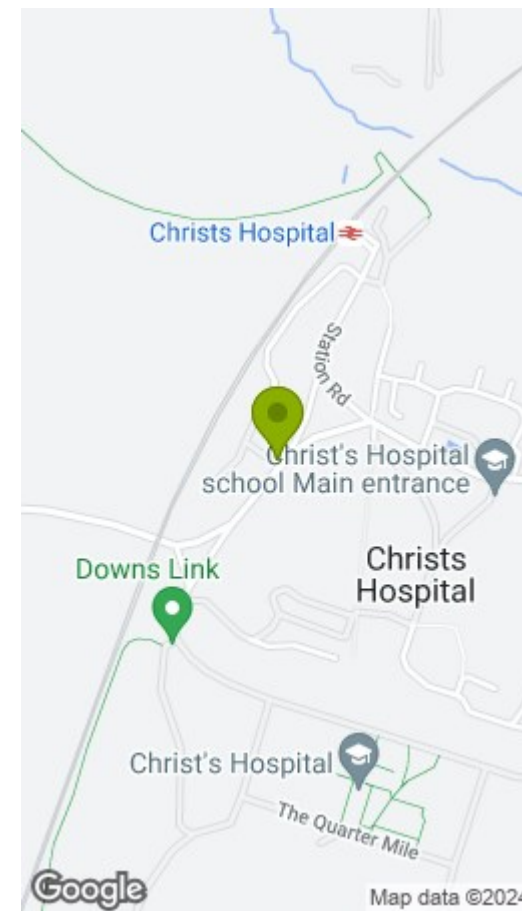 Christs Hospital
Station Rd
Christ's Hospital
school Main entrance
Christs
Hospital
Downs Link
Christ's Hospital
The Quarter Mile
Google
Map data ©2024